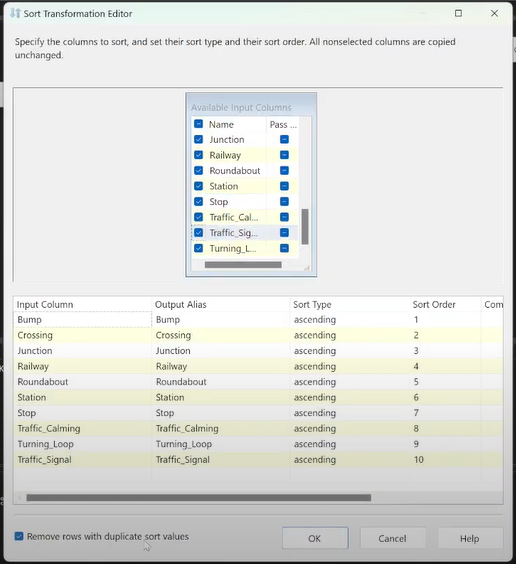 Sort Transformation Editor
Specify the columns to sort, and set their sort type and their sort order. All nonselected columns are copied
unchanged.
Available Input Columns
Name Pass ...
Junction
Railway
Roundabout
Station
Stop
Traffic_Cal...
Traffic_Sig...
Turning_L...
Input Column Output Alias Sort Type Sort Order Com
Bump Bump ascending 1
Crossing Crossing ascending 2
Junction Junction ascending 3
Railway Railway ascending 4
Roundabout Roundabout ascending 5
Station Station ascending 6
Stop Stop ascending 7
Traffic_Calming Traffic_Calming ascending 8
Turning_Loop Turning_Loop ascending 9
Traffic_Signal Traffic_Signal ascending 10
Remove rows with duplicate sort values OK Cancel Help